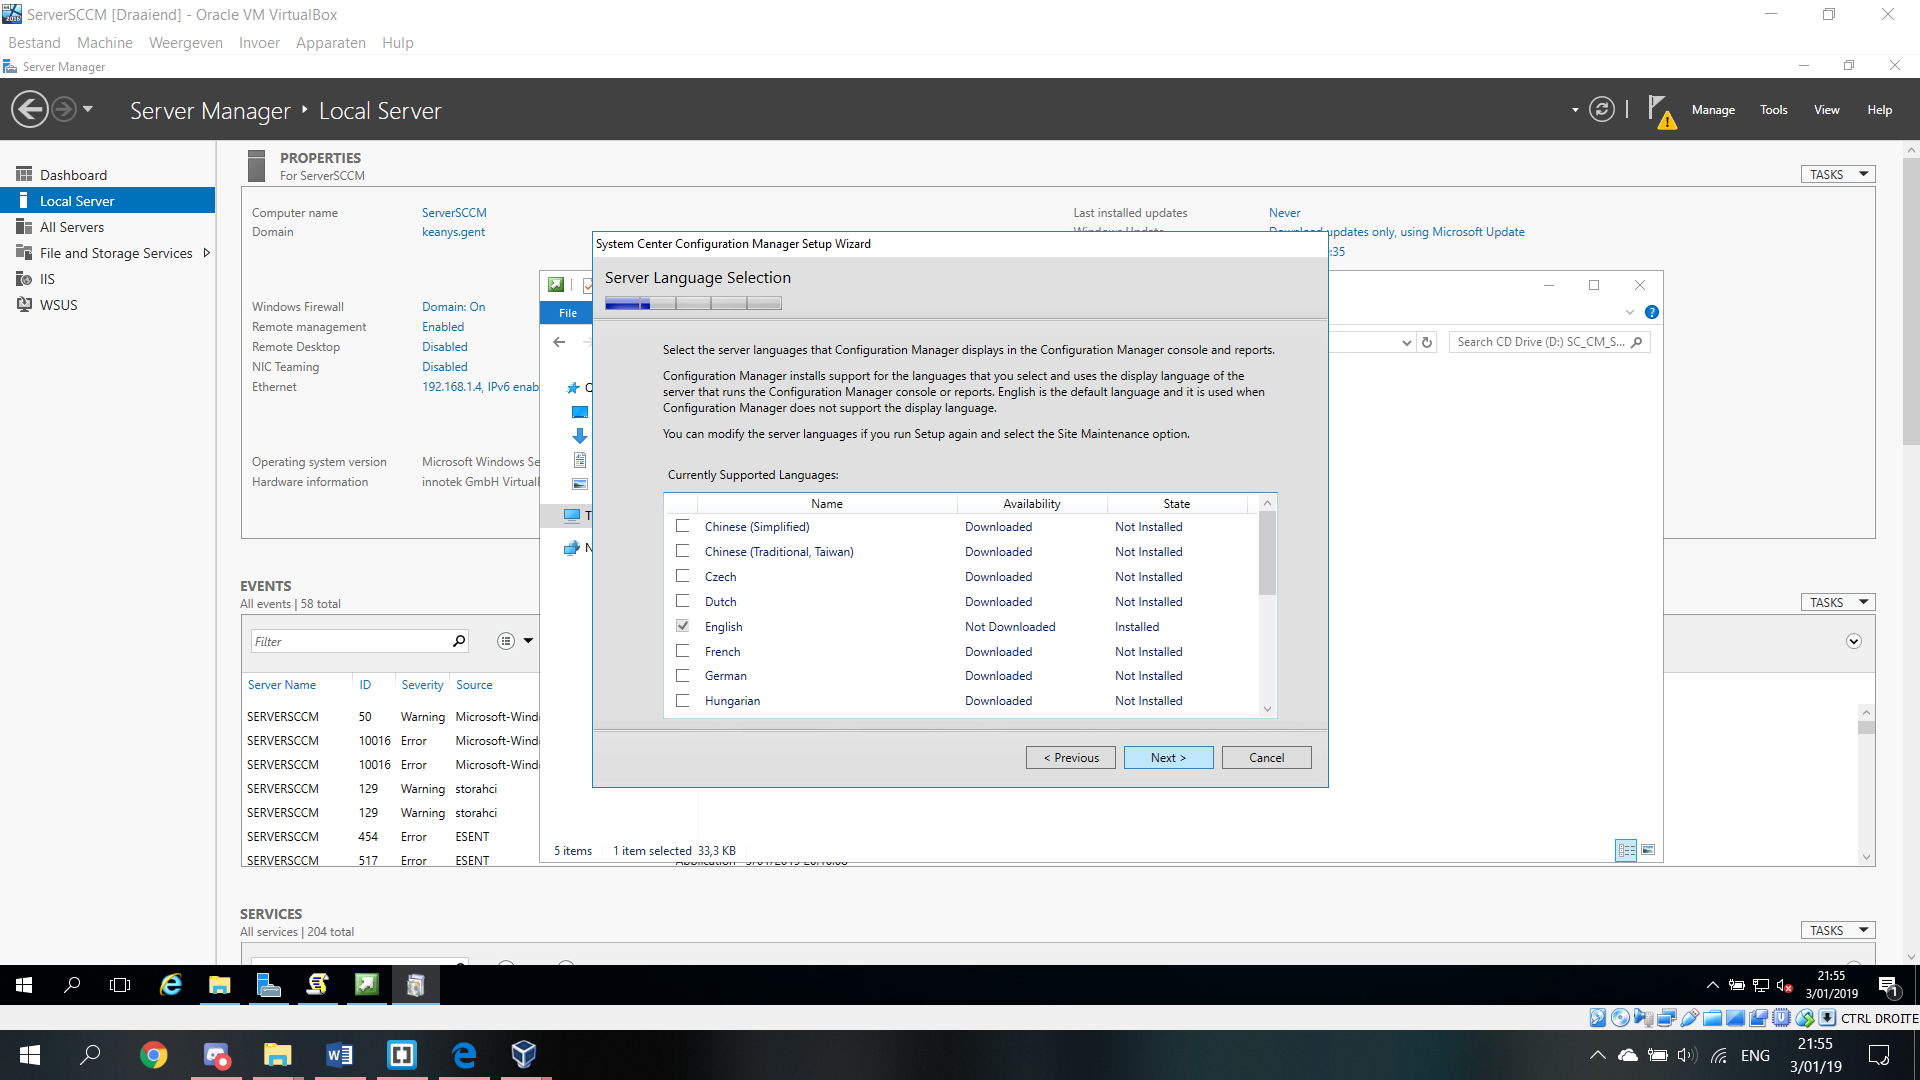 ServerSCCM [Draaiend] - Oracle VM VirtualBox
Bestand Machine Weergeven Invoer Apparaten Hulp
Server Manager
Server Manager Local Server
Manage Tools View Help
Dashboard
Local Server
All Servers
File and Storage Services
IIS
WSUS
PROPERTIES
For ServerSCCM
TASKS
Computer name ServerSCCM
Domain keanys.gent
Last installed updates Never
Windows Update Download updates only, using Microsoft Update
:35
Windows Firewall Domain: On
Remote management Enabled
Remote Desktop Disabled
NIC Teaming Disabled
Ethernet 192.168.1.4, IPv6 enab
Operating system version Microsoft Windows Se
Hardware information innotek GmbH Virtual
File
Search CD Drive (D:) SC_CM_S...
System Center Configuration Manager Setup Wizard
Server Language Selection
Select the server languages that Configuration Manager displays in the Configuration Manager console and reports.
Configuration Manager installs support for the languages that you select and uses the display language of the
server that runs the Configuration Manager console or reports. English is the default language and it is used when
Configuration Manager does not support the display language.
You can modify the server languages if you run Setup again and select the Site Maintenance option.
Currently Supported Languages:
Name Availability State
Chinese (Simplified) Downloaded Not Installed
Chinese (Traditional, Taiwan) Downloaded Not Installed
Czech Downloaded Not Installed
Dutch Downloaded Not Installed
English Not Downloaded Installed
French Downloaded Not Installed
German Downloaded Not Installed
Hungarian Downloaded Not Installed
< Previous Next > Cancel
5 items 1 item selected 33,3 KB
EVENTS
All events | 58 total
TASKS
Filter
Server Name ID Severity Source
SERVERSCCM 50 Warning Microsoft-Wind
SERVERSCCM 10016 Error Microsoft-Wind
SERVERSCCM 10016 Error Microsoft-Wind
SERVERSCCM 129 Warning storahci
SERVERSCCM 129 Warning storahci
SERVERSCCM 454 Error ESENT
SERVERSCCM 517 Error ESENT
SERVICES
All services | 204 total
TASKS
21:55
3/01/2019
1
CTRL DROITE
ENG
21:55
3/01/19